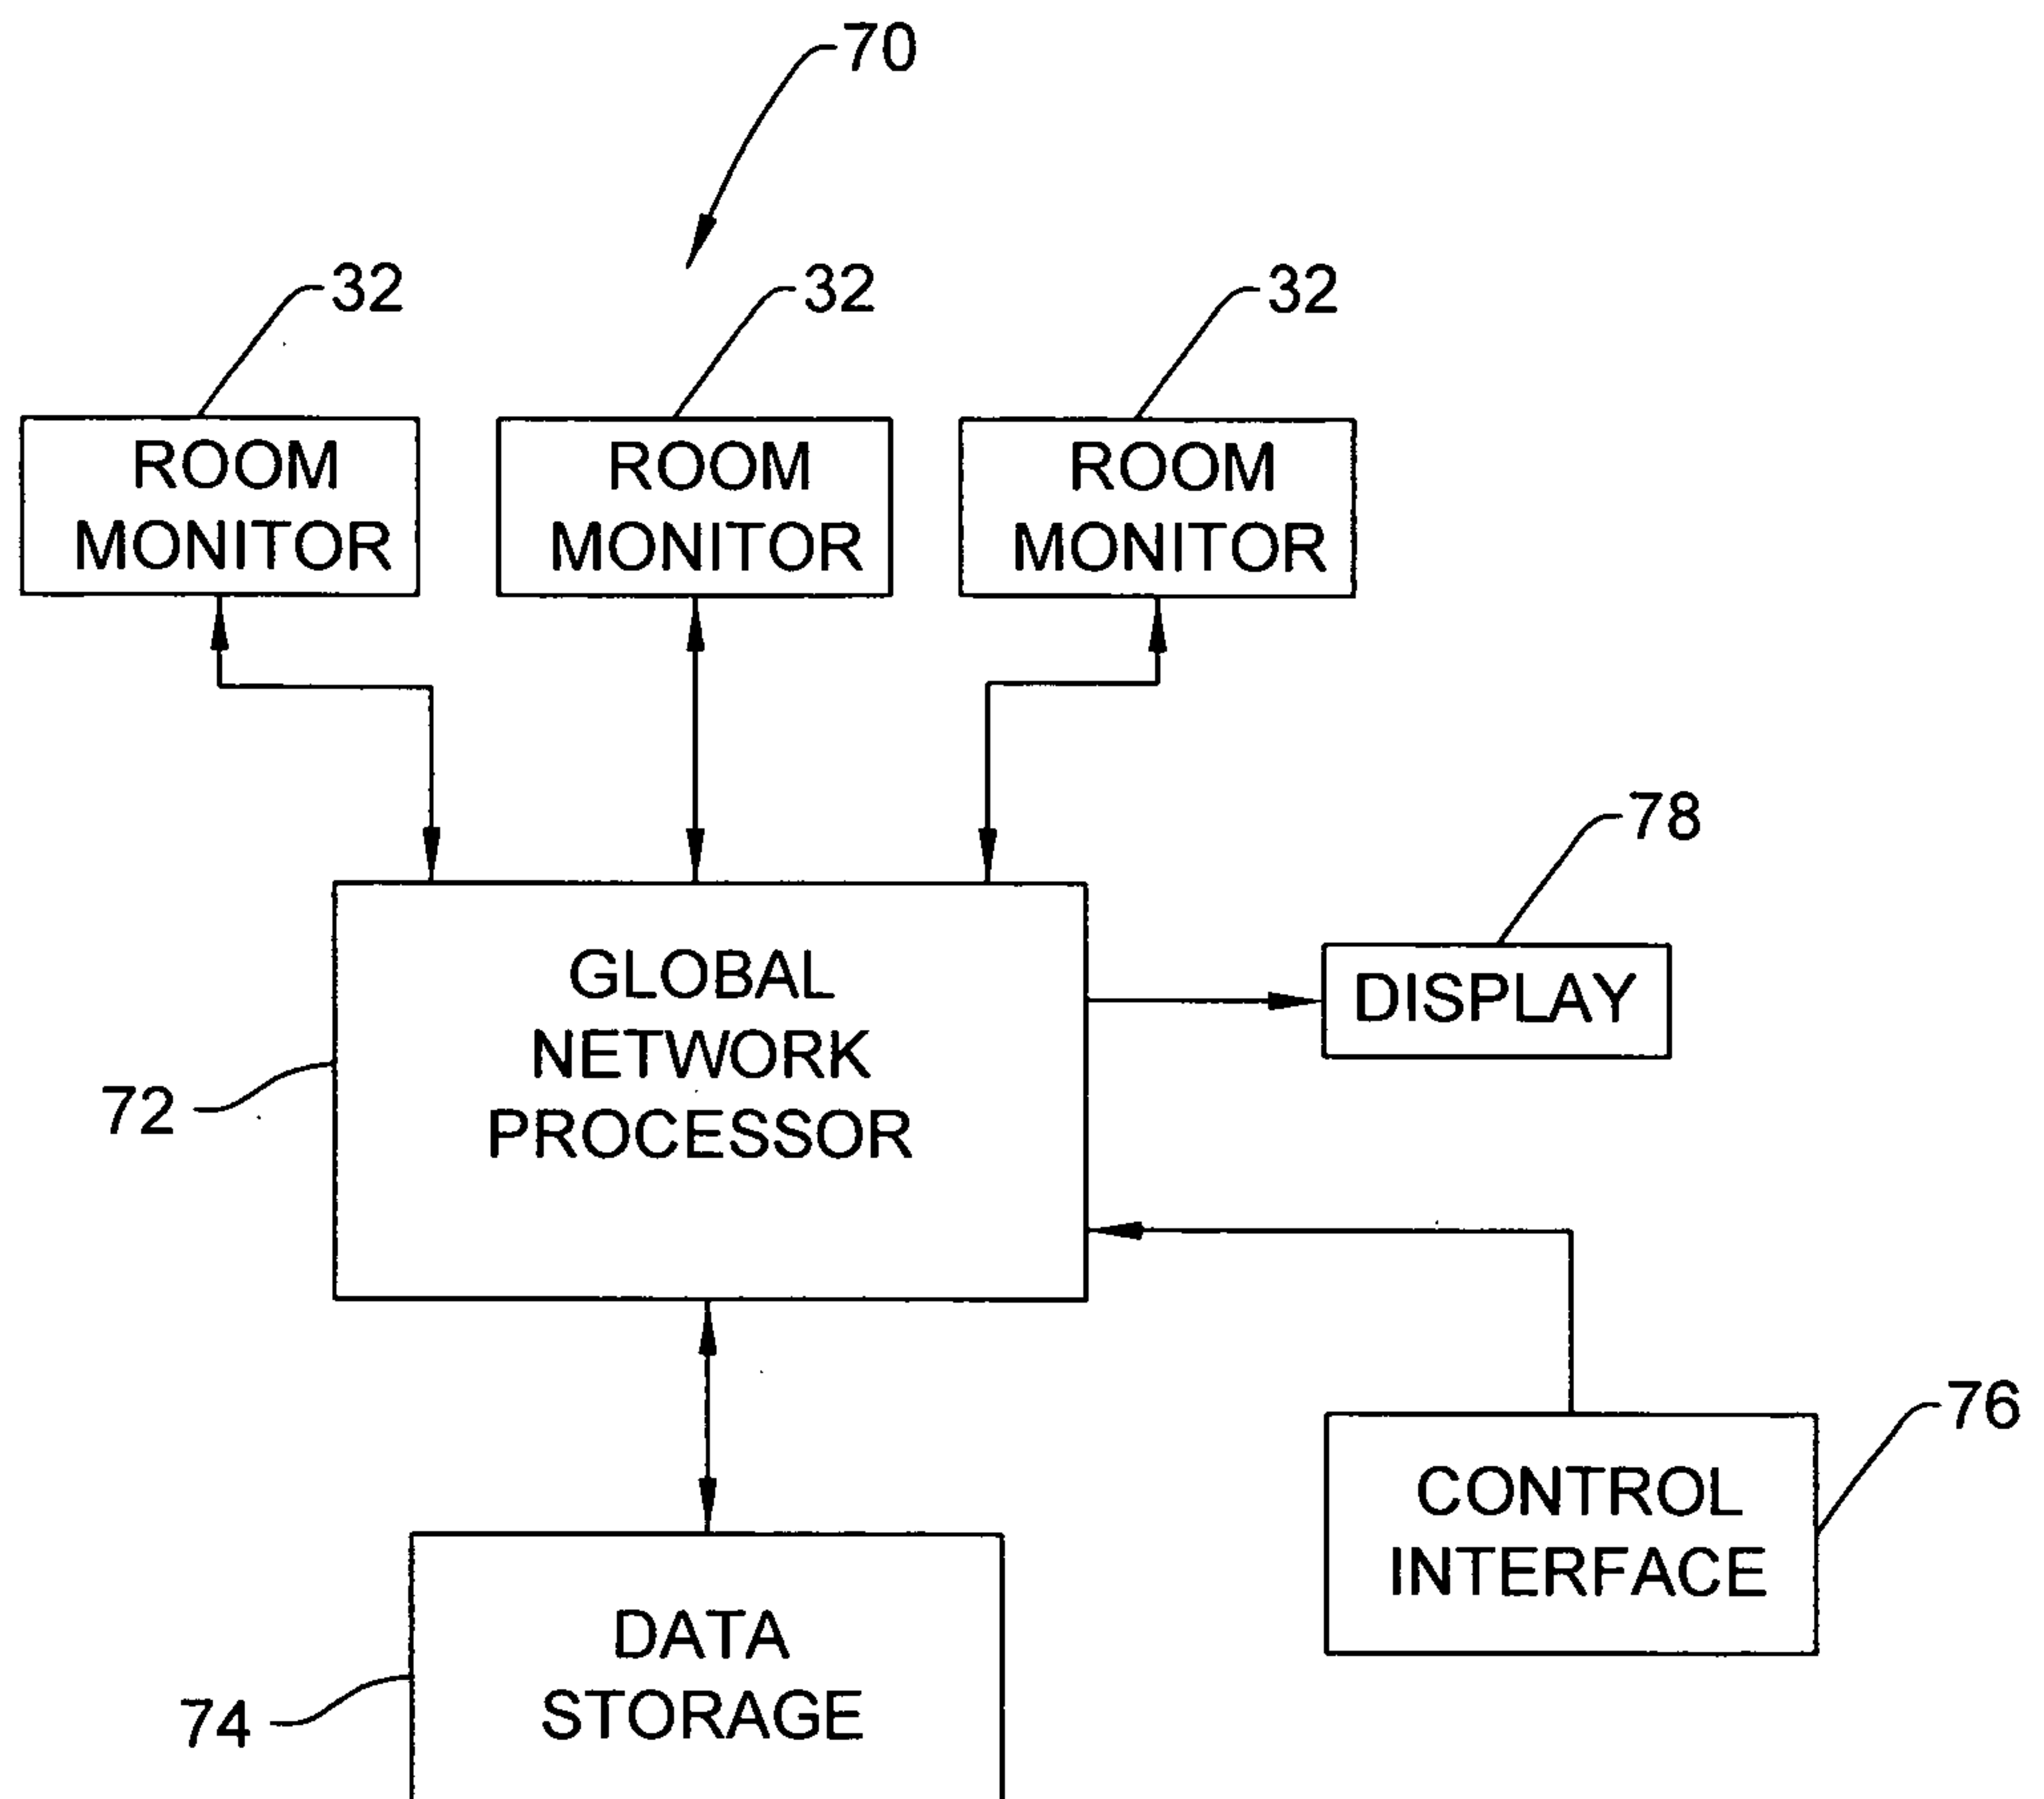 70
32
32
32
ROOM
MONITOR
ROOM
MONITOR
ROOM
MONITOR
78
DISPLAY
GLOBAL
NETWORK
PROCESSOR
72
76
CONTROL
INTERFACE
DATA
STORAGE
74